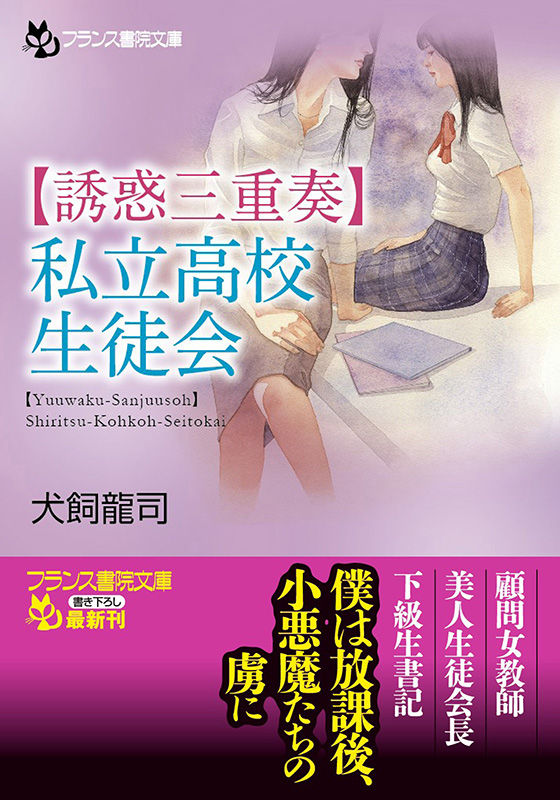 フランス書院文庫
【誘惑三重奏】
私立高校
生徒会
【Yuuwaku-Sanjuusoh】
Shiritsu-Kohkoh-Seitokai
犬飼龍司
フランス書院文庫
書き下ろし
最新刊
顧問女教師
美人生徒会長
下級生書記
僕は放課後、
小悪魔たちの
虜に